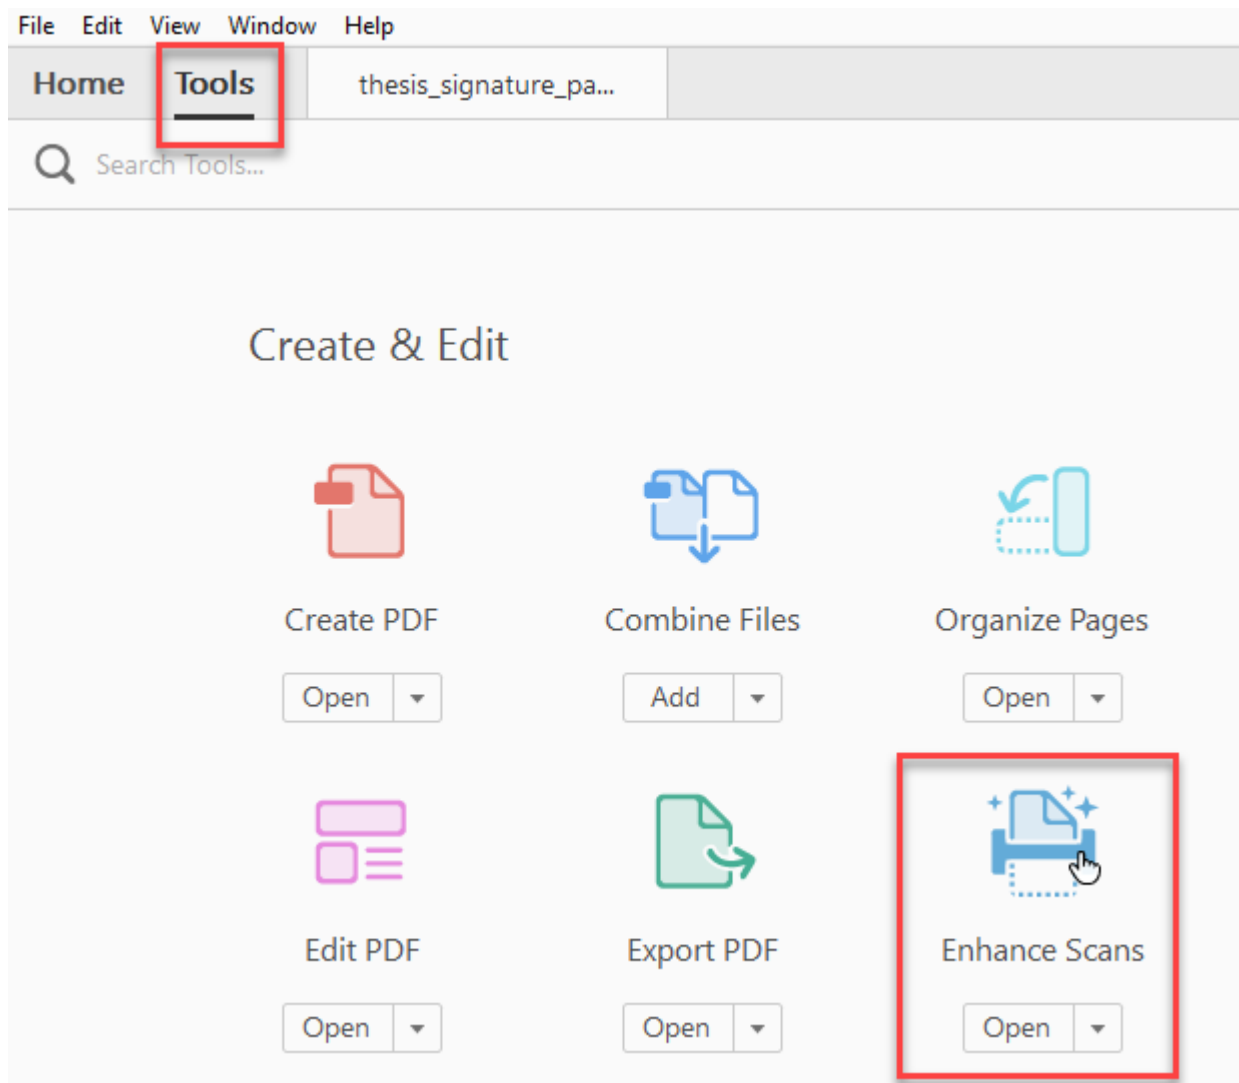 File Edit View Window Help
Home Tools thesis_signature_pa...
Search Tools...
Create & Edit
Create PDF Combine Files Organize Pages
Open Add Open
Edit PDF Export PDF Enhance Scans
Open Open Open